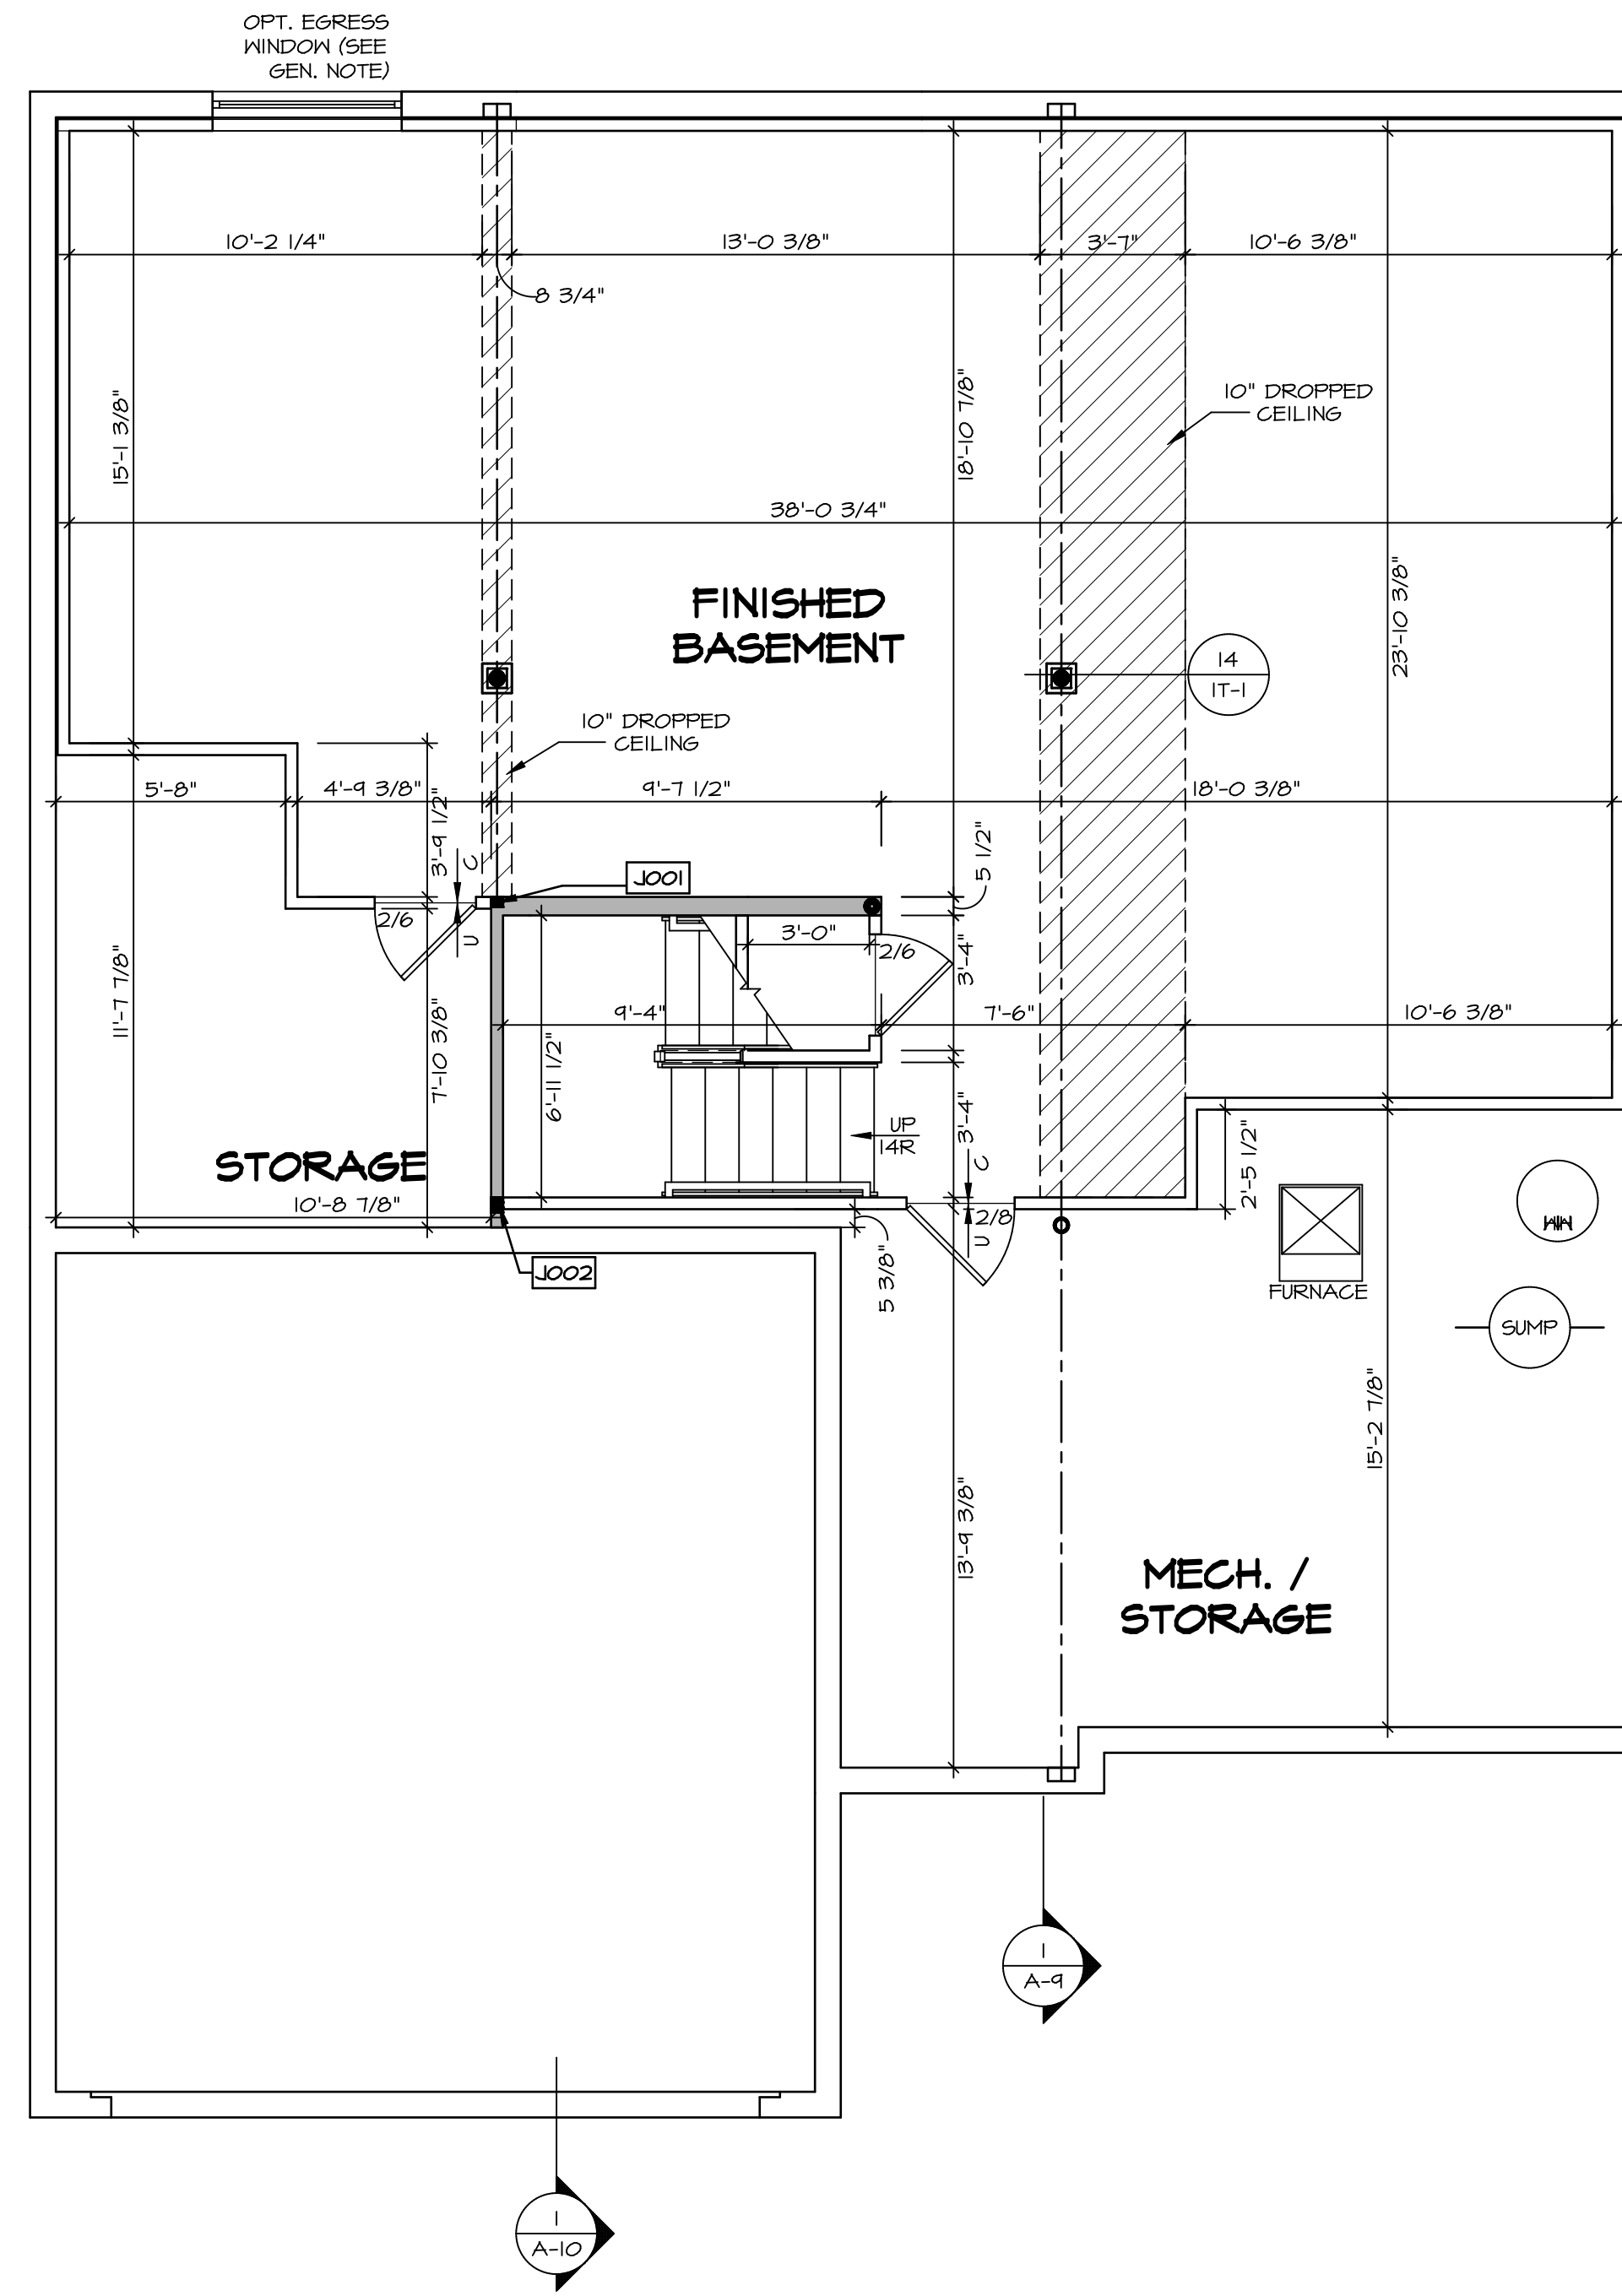 OPT. EGRESS
WINDOW (SEE
GEN. NOTE)
10'-2 1/4"
13'-0 3/8"
3'-7"
10'-6 3/8"
8 3/4"
15'-1 3/8"
18'-10 7/8"
10" DROPPED
CEILING
38'-0 3/4"
FINISHED
BASEMENT
23'-10 3/8"
14
1T-1
10" DROPPED
CEILING
5'-8"
4'-9 3/8"
9'-7 1/2"
18'-0 3/8"
3'-9 1/2"
C
U
5 1/2"
J001
2/6
3'-0"
2/6
3'-4"
11'-7 7/8"
7'-10 3/8"
9'-4"
7'-6"
10'-6 3/8"
6'-11 1/2"
UP
14R
3'-4"
C
U
2'-5 1/2"
STORAGE
10'-8 7/8"
2/8
J002
5 3/8"
FURNACE
SUMP
15'-2 7/8"
13'-9 3/8"
MECH. /
STORAGE
1
A-9
1
A-10